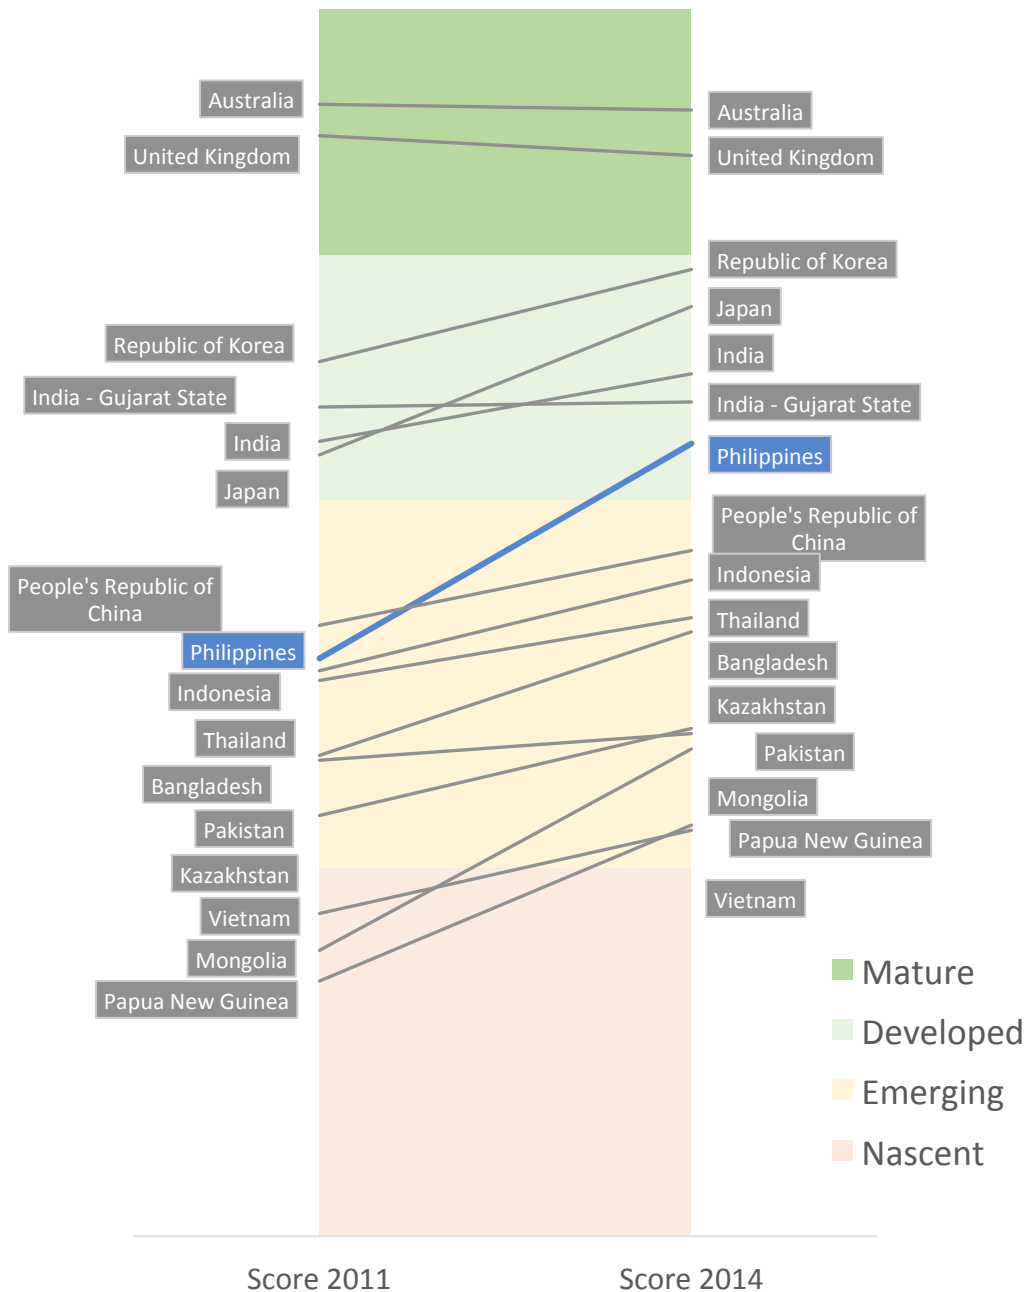 Australia
United Kingdom
Republic of Korea
India - Gujarat State
India
Japan
People's Republic of
China
Philippines
Indonesia
Thailand
Bangladesh
Pakistan
Kazakhstan
Vietnam
Mongolia
Papua New Guinea
Australia
United Kingdom
Republic of Korea
Japan
India
India - Gujarat State
Philippines
People's Republic of
China
Indonesia
Thailand
Bangladesh
Kazakhstan
Pakistan
Mongolia
Papua New Guinea
Vietnam
Mature
Developed
Emerging
Nascent
Score 2011
Score 2014